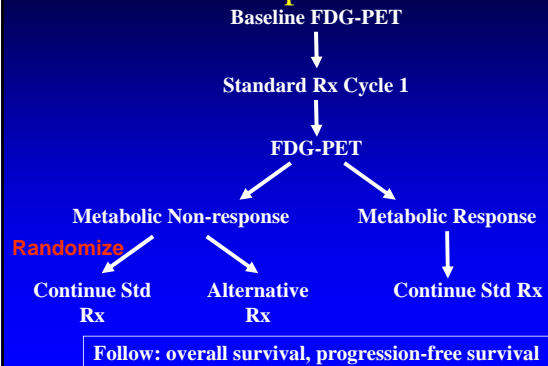 Baseline FDG-PET
Standard Rx Cycle 1
FDG-PET
Metabolic Non-response
Metabolic Response
Randomize
Continue Std
Rx
Alternative
Rx
Continue Std Rx
Follow: overall survival, progression-free survival